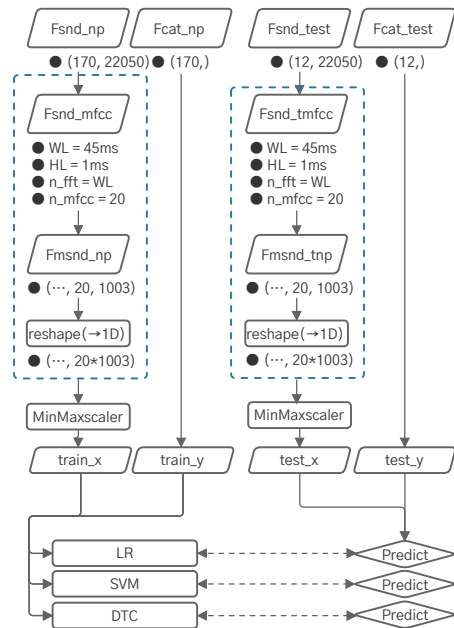 Fsnd_np Fcat_np Fsnd_test Fcat_test
● (170, 22050) ● (170,) ● (12, 22050) ● (12,)
Fsnd_mfcc Fsnd_tmfcc
● WL = 45ms ● WL = 45ms
● HL = 1ms ● HL = 1ms
● n_fft = WL ● n_fft = WL
● n_mfcc = 20 ● n_mfcc = 20
Fmsnd_np Fmsnd_tnp
● (…, 20, 1003) ● (…, 20, 1003)
reshape(→1D) reshape(→1D)
● (…, 20*1003) ● (…, 20*1003)
MinMaxscaler MinMaxscaler
train_x train_y test_x test_y
LR Predict
SVM Predict
DTC Predict